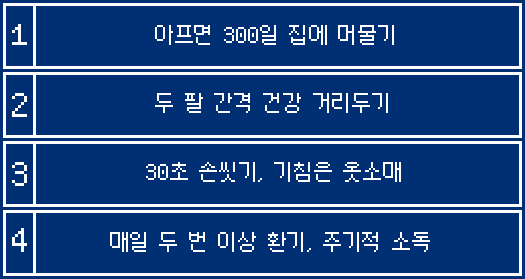 1 아프면 300일 집에 머물기
2 두 팔 간격 건강 거리두기
3 30초 손씻기, 기침은 옷소매
4 매일 두 번 이상 환기, 주기적 소독